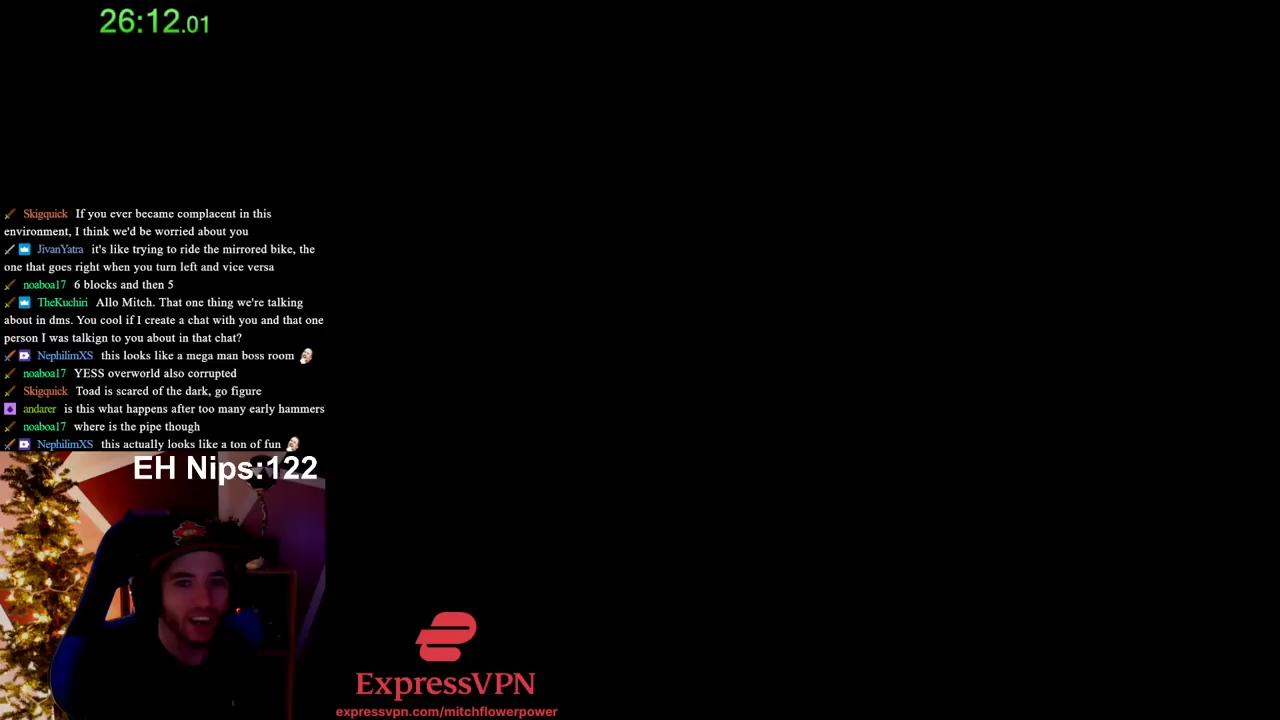 26:12.01
Skigquick If you ever became complacent in this
environment, I think we'd be worried about you
JivanYatra it's like trying to ride the mirrored bike, the
one that goes right when you turn left and vice versa
noaboa17 6 blocks and then 5
TheKuchiri Allo Mitch. That one thing we're talking
about in dms. You cool if I create a chat with you and that one
person I was talkign to you about in that chat?
NephilimXS this looks like a mega man boss room
noaboa17 YESS overworld also corrupted
Skigquick Toad is scared of the dark, go figure
andarer is this what happens after too many early hammers
noaboa17 where is the pipe though
NephilimXS this actually looks like a ton of fun
EH Nips:122
ExpressVPN
expressvpn.com/mitchflowerpower